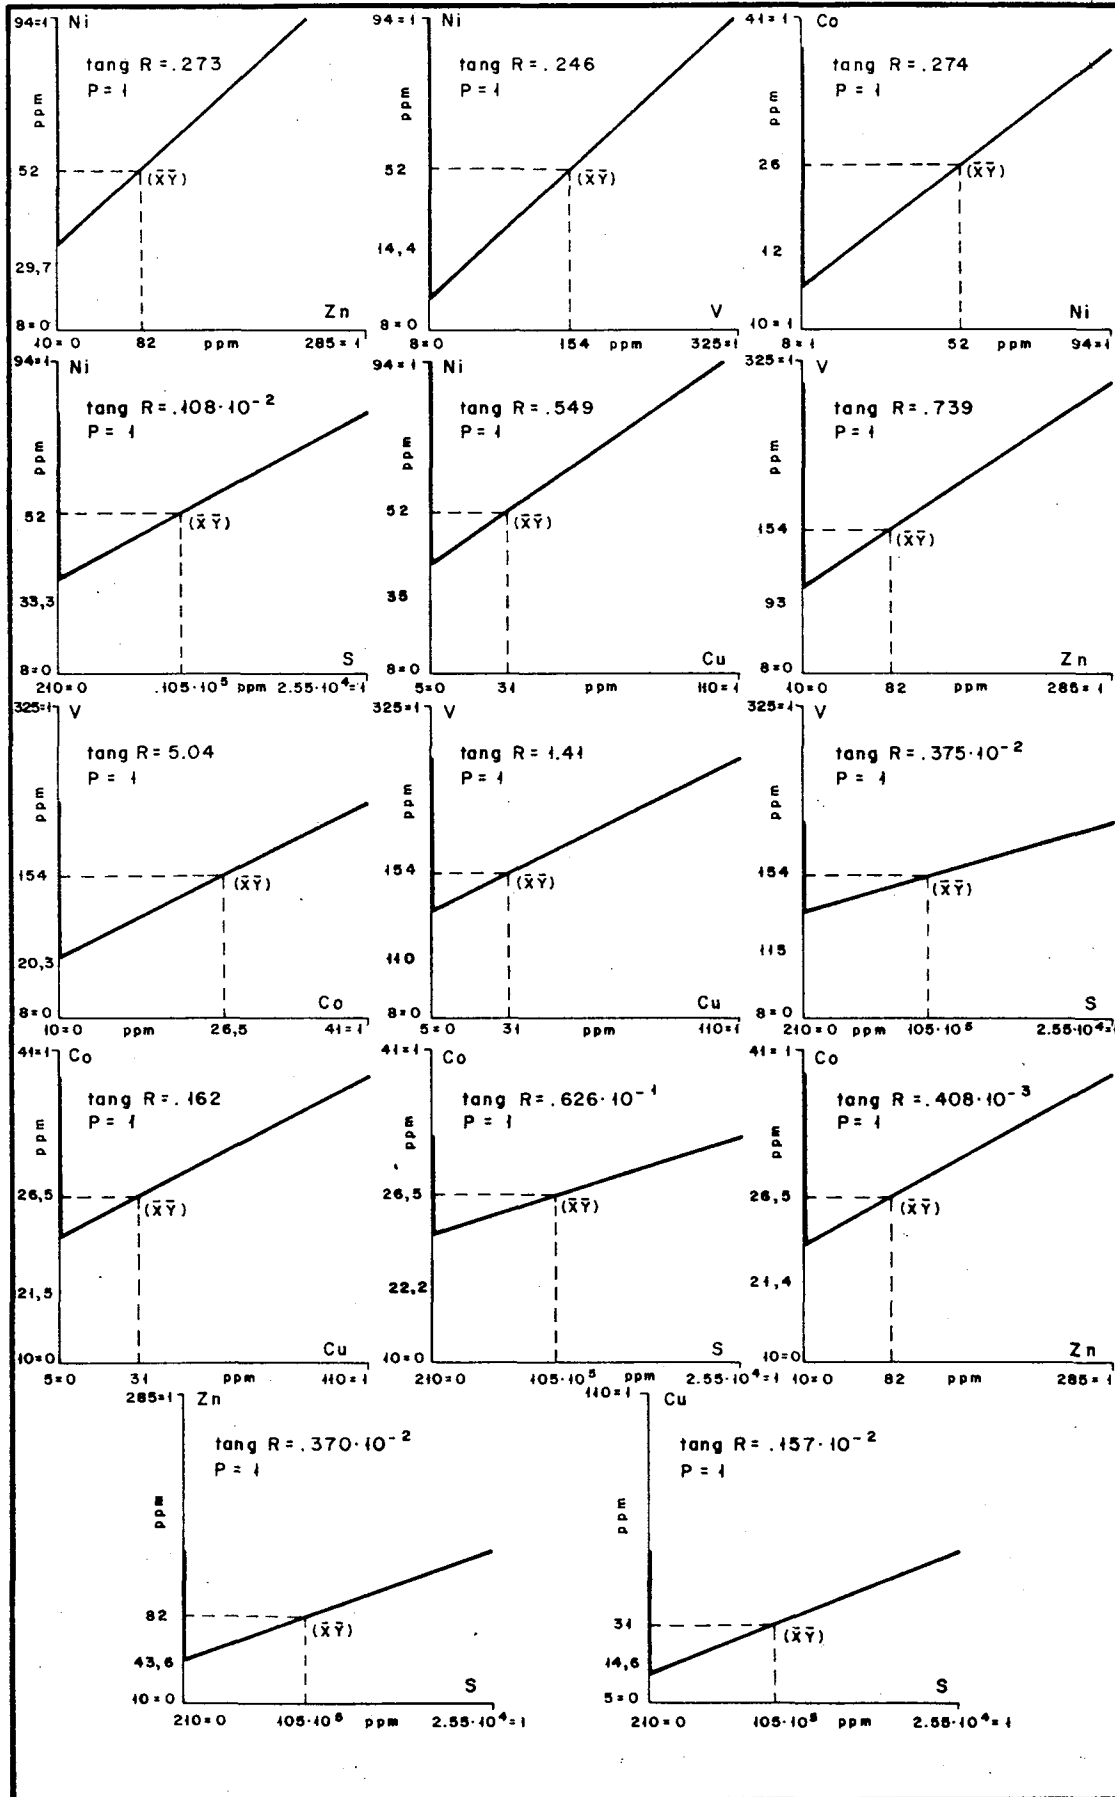 94=1 Ni
tang R = .273
P = 1
ppm
52
(X̄Ȳ)
29,7
Zn
8=0
10=0 82 ppm 285=1
94=1 Ni
tang R = .246
P = 1
ppm
52
(X̄Ȳ)
14,4
V
8=0
8=0 154 ppm 325=1
41=1 Co
tang R = .274
P = 1
ppm
26
(X̄Ȳ)
12
Ni
10=1
8=1 52 ppm 94=1
94=1 Ni
tang R = .108·10⁻²
P = 1
ppm
52
(X̄Ȳ)
33,3
S
8=0
210=0 .105·10⁵ ppm 2.55·10⁴=1
94=1 Ni
tang R = .549
P = 1
ppm
52
(X̄Ȳ)
35
Cu
8=0
5=0 31 ppm 110=1
325=1 V
tang R = .739
P = 1
ppm
154
(X̄Ȳ)
93
Zn
8=0
10=0 82 ppm 285=1
325=1 V
tang R = 5.04
P = 1
ppm
154
(X̄Ȳ)
20,3
Co
8=0
10=0 ppm 26,5 41=1
325=1 V
tang R = 1.41
P = 1
ppm
154
(X̄Ȳ)
110
Cu
8=0
5=0 31 ppm 110=1
325=1 V
tang R = .375·10⁻²
P = 1
ppm
154
(X̄Ȳ)
115
S
8=0
210=0 105·10⁵ 2.55·10⁴=1
41=1 Co
tang R = .162
P = 1
ppm
26,5
(X̄Ȳ)
21,5
Cu
10=0
5=0 31 ppm 110=1
41=1 Co
tang R = .626·10⁻¹
P = 1
ppm
26,5
(X̄Ȳ)
22,2
S
10=0
210=0 105·10⁵ ppm 2.55·10⁴=1
41=1 Co
tang R = .408·10⁻³
P = 1
ppm
26,5
(X̄Ȳ)
21,4
Zn
10=0
10=0 82 ppm 285=1
285=1 Zn
tang R = .370·10⁻²
P = 1
ppm
82
(X̄Ȳ)
43,6
S
10=0
210=0 105·10⁵ ppm 2.55·10⁴=1
110=1 Cu
tang R = .157·10⁻²
P = 1
ppm
31
(X̄Ȳ)
14,6
S
5=0
210=0 105·10⁵ ppm 2.55·10⁴=1